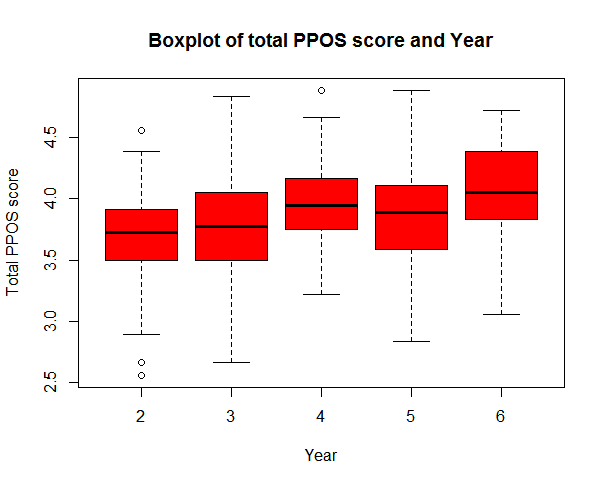 Boxplot of total PPOS score and Year
Total PPOS score
4.5
4.0
3.5
3.0
2.5
2 3 4 5 6
Year